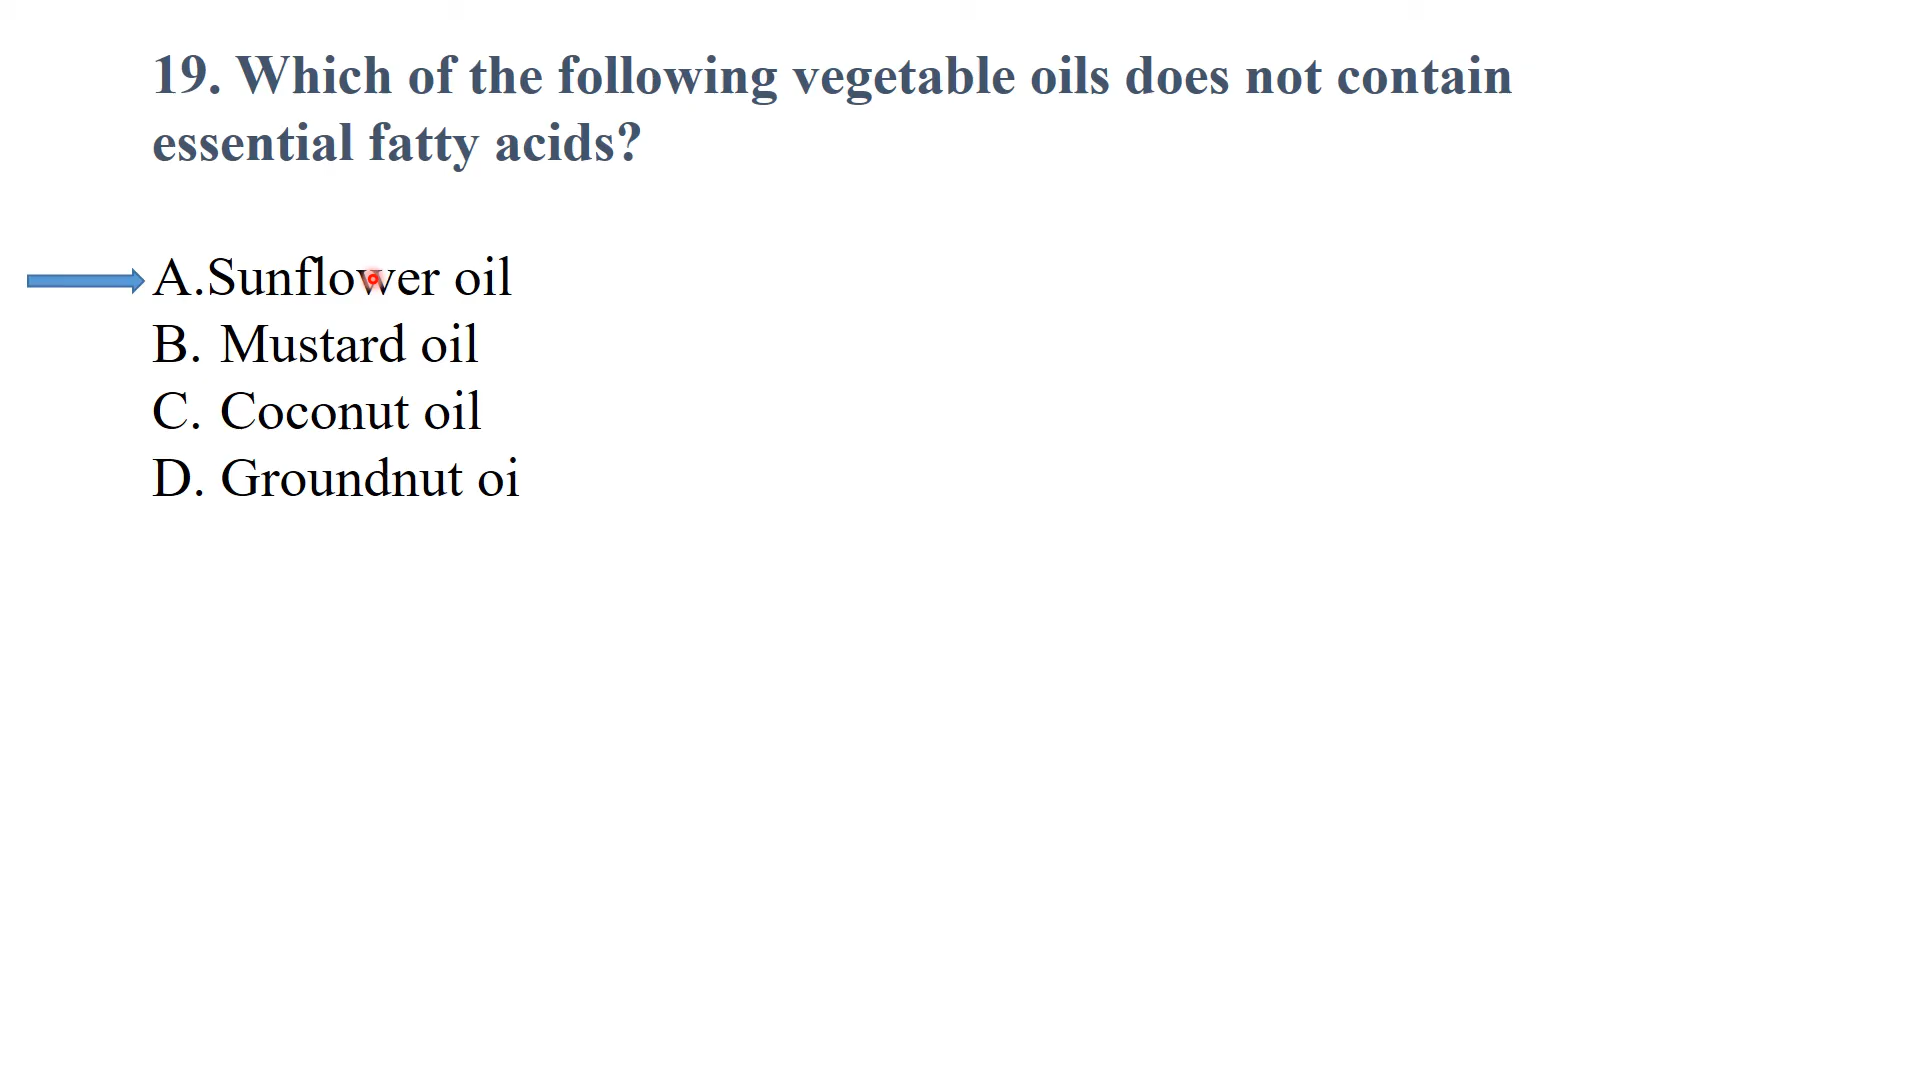 19. Which of the following vegetable oils does not contain
essential fatty acids?
A.Sunflower oil
B. Mustard oil
C. Coconut oil
D. Groundnut oi